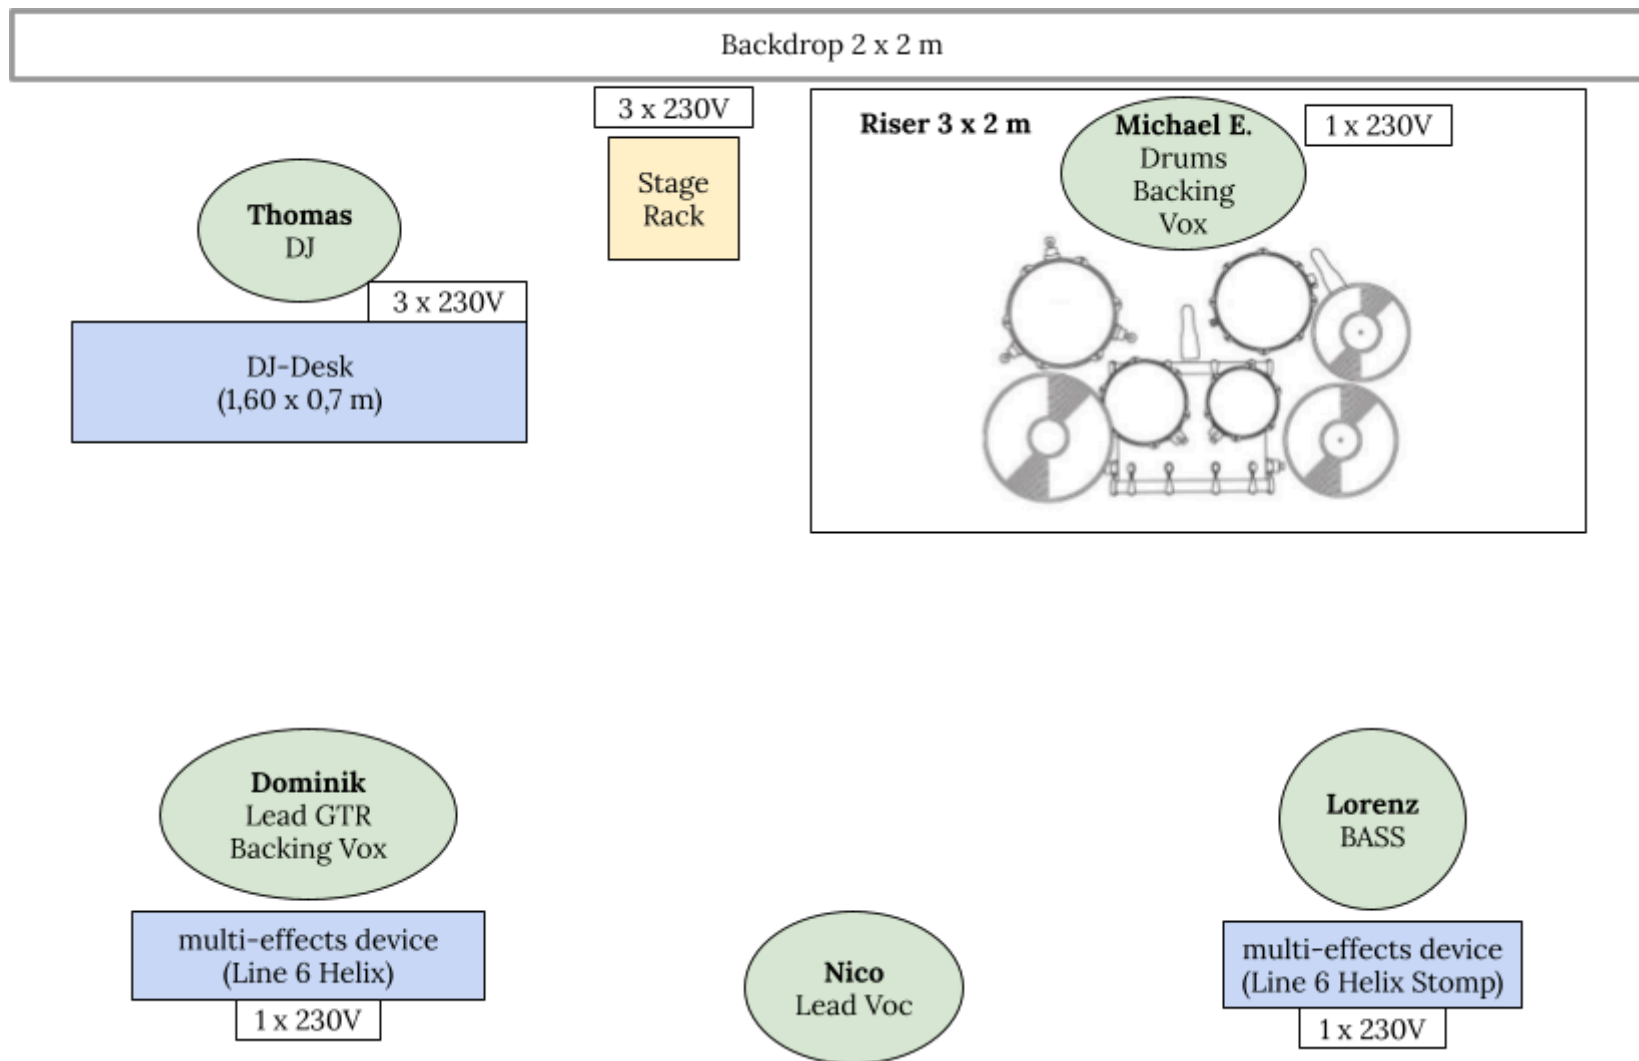 Backdrop 2 x 2 m
3 x 230V
Riser 3 x 2 m
Michael E.
Drums
Backing
Vox
1 x 230V
Stage
Rack
Thomas
DJ
3 x 230V
DJ-Desk
(1,60 x 0,7 m)
Dominik
Lead GTR
Backing Vox
multi-effects device
(Line 6 Helix)
1 x 230V
Nico
Lead Voc
Lorenz
BASS
multi-effects device
(Line 6 Helix Stomp)
1 x 230V